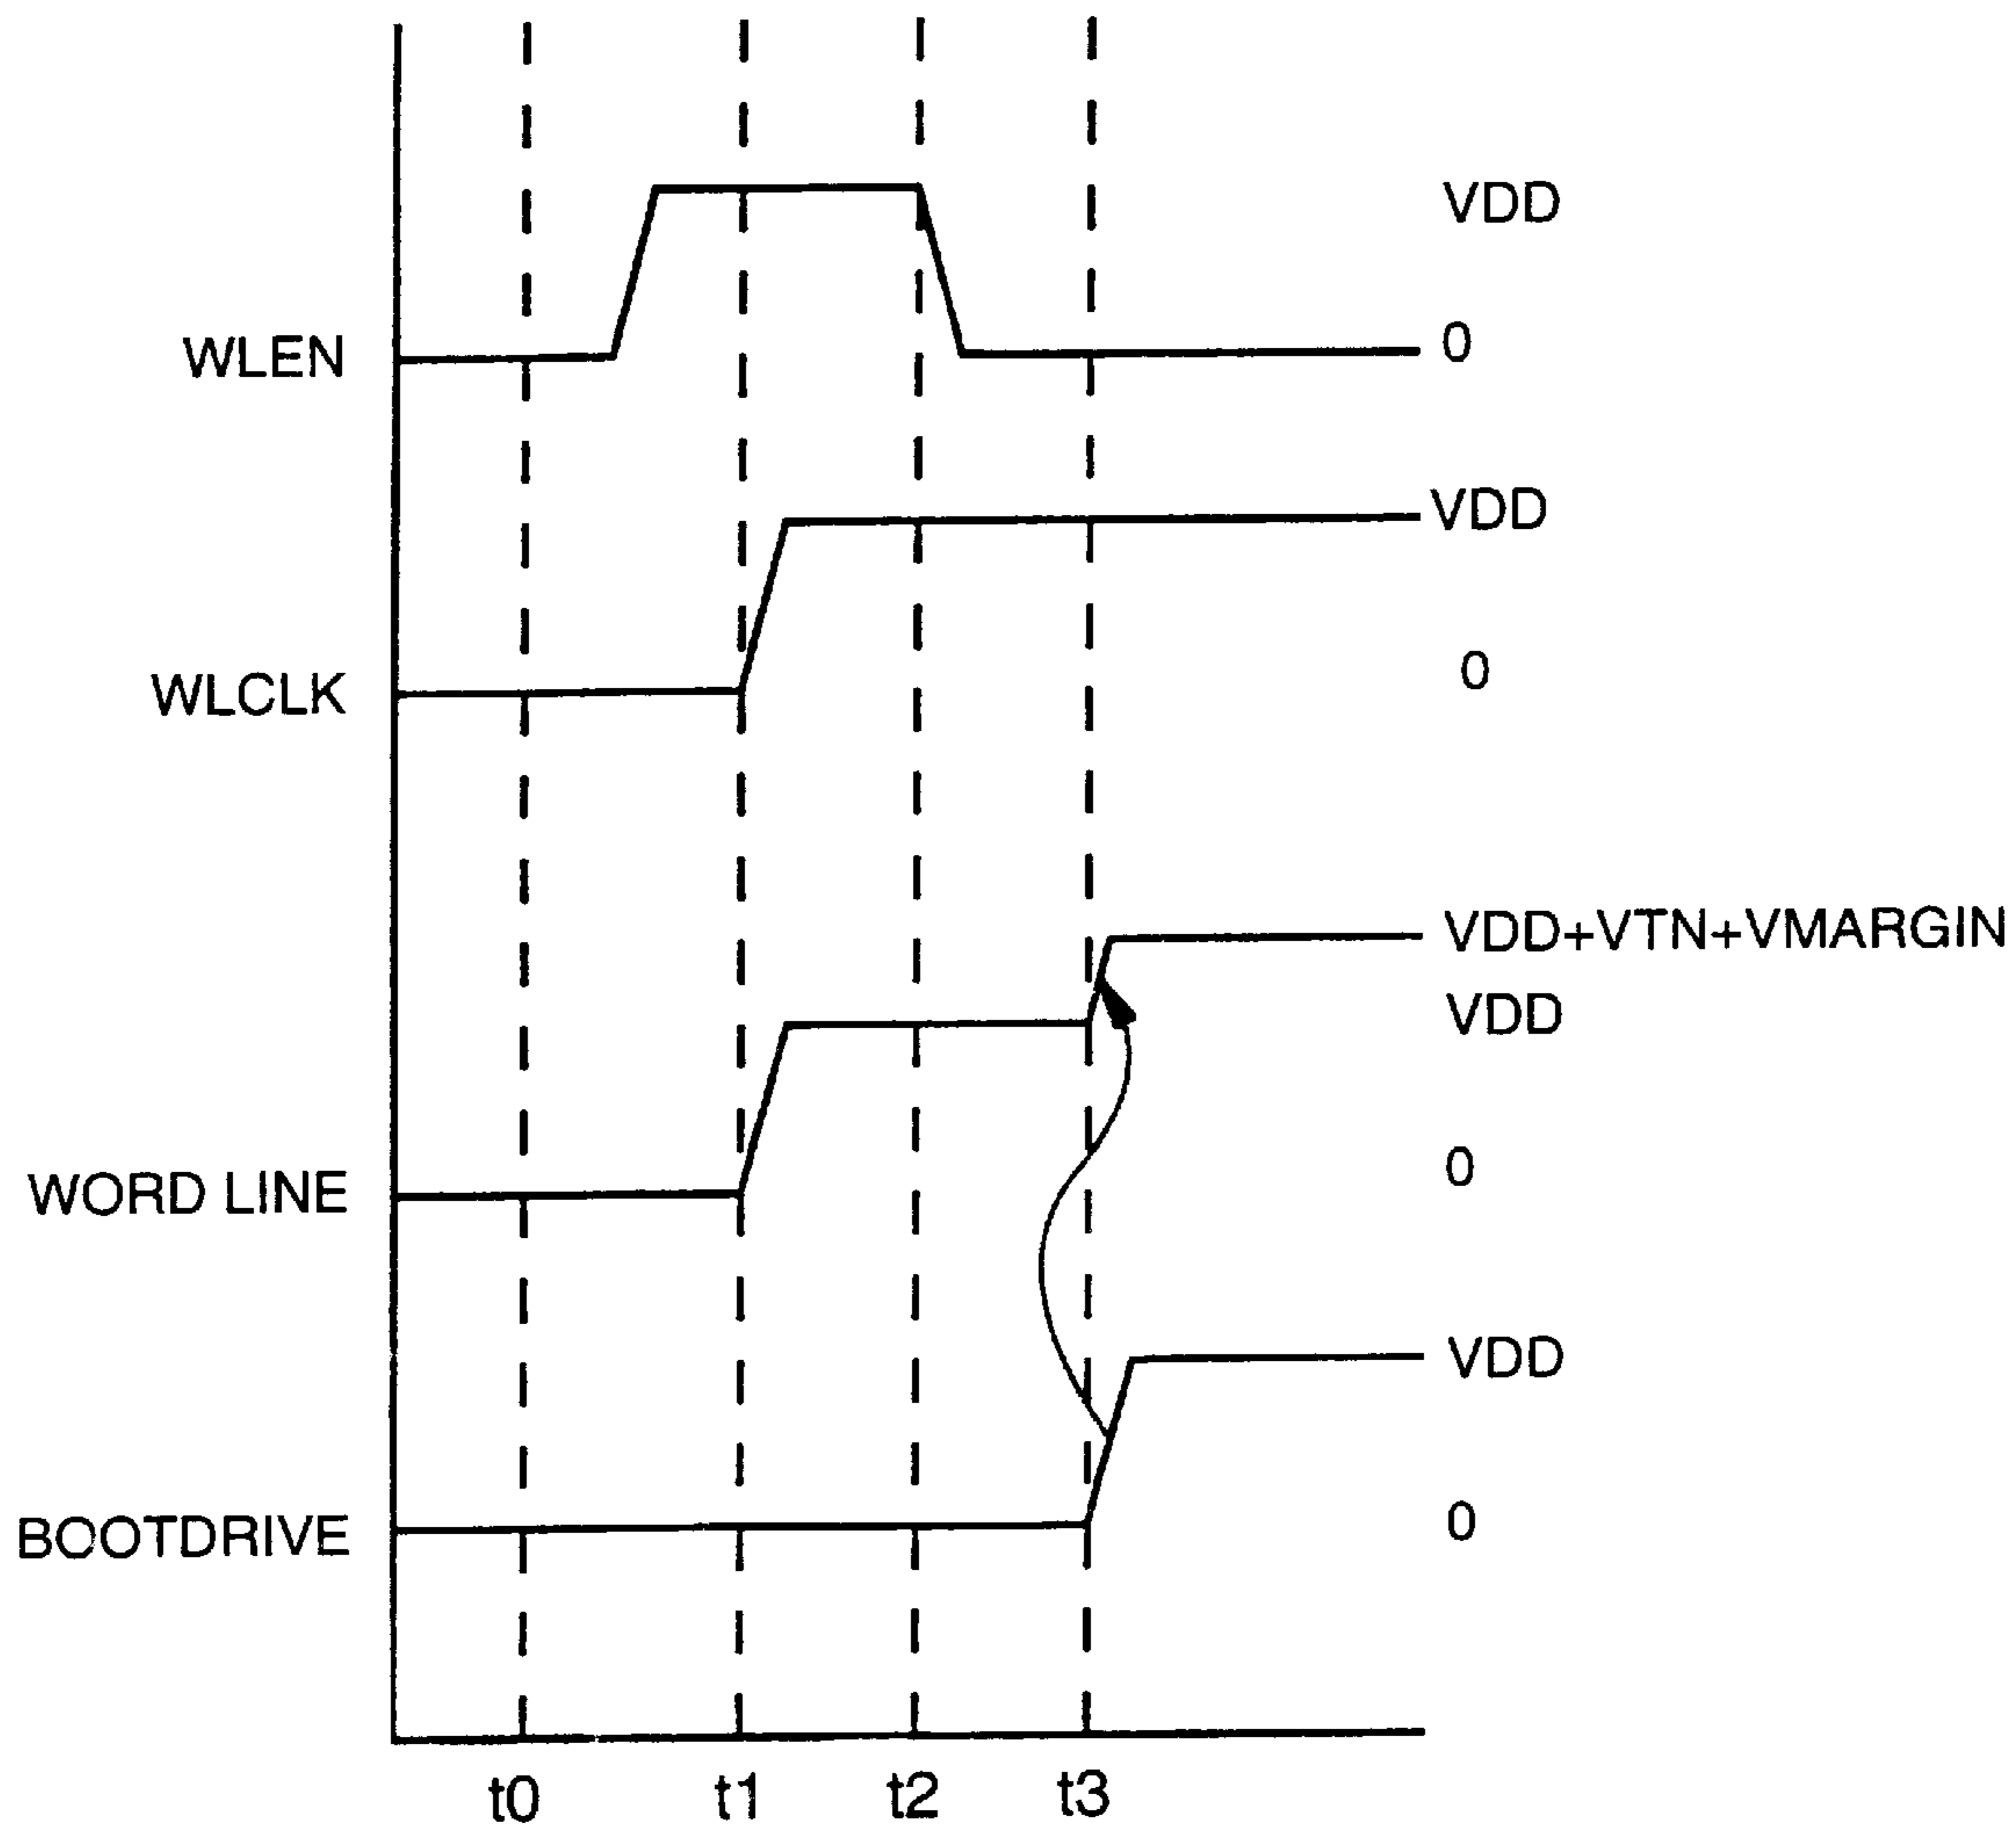 VDD
WLEN
0
VDD
WLCLK
0
VDD+VTN+VMARGIN
VDD
WORD LINE
0
VDD
BOOTDRIVE
0
t0 t1 t2 t3